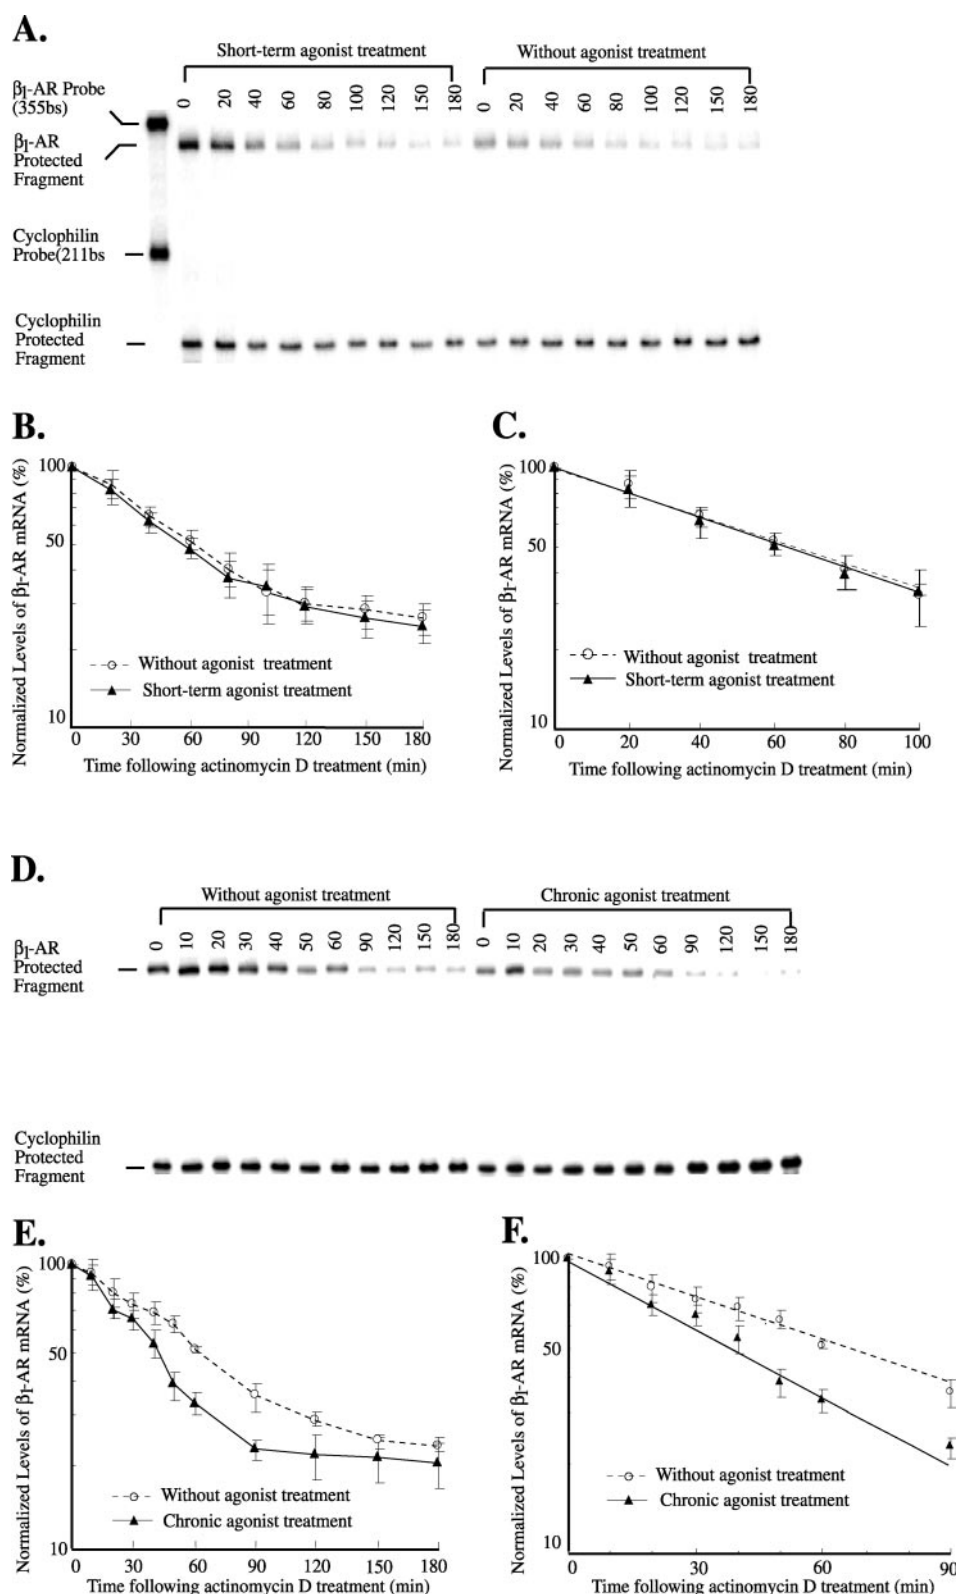 A.
Short-term agonist treatment
Without agonist treatment
β1-AR Probe
(355bs)
0 20 40 60 80 100 120 150 180 0 20 40 60 80 100 120 150 180
β1-AR
Protected
Fragment
Cyclophilin
Probe(211bs
Cyclophilin
Protected
Fragment
B.
Normalized Levels of β1-AR mRNA (%)
100
50
10
Without agonist treatment
Short-term agonist treatment
0 30 60 90 120 150 180
Time following actinomycin D treatment (min)
C.
Normalized Levels of β1-AR mRNA (%)
100
50
10
Without agonist treatment
Short-term agonist treatment
0 20 40 60 80 100
Time following actinomycin D treatment (min)
D.
Without agonist treatment
Chronic agonist treatment
0 10 20 30 40 50 60 90 120 150 180 0 10 20 30 40 50 60 90 120 150 180
β1-AR
Protected
Fragment
Cyclophilin
Protected
Fragment
E.
Normalized Levels of β1-AR mRNA (%)
100
50
10
Without agonist treatment
Chronic agonist treatment
0 30 60 90 120 150 180
Time following actinomycin D treatment (min)
F.
Normalized Levels of β1-AR mRNA (%)
100
50
10
Without agonist treatment
Chronic agonist treatment
0 30 60 90
Time following actinomycin D treatment (min)